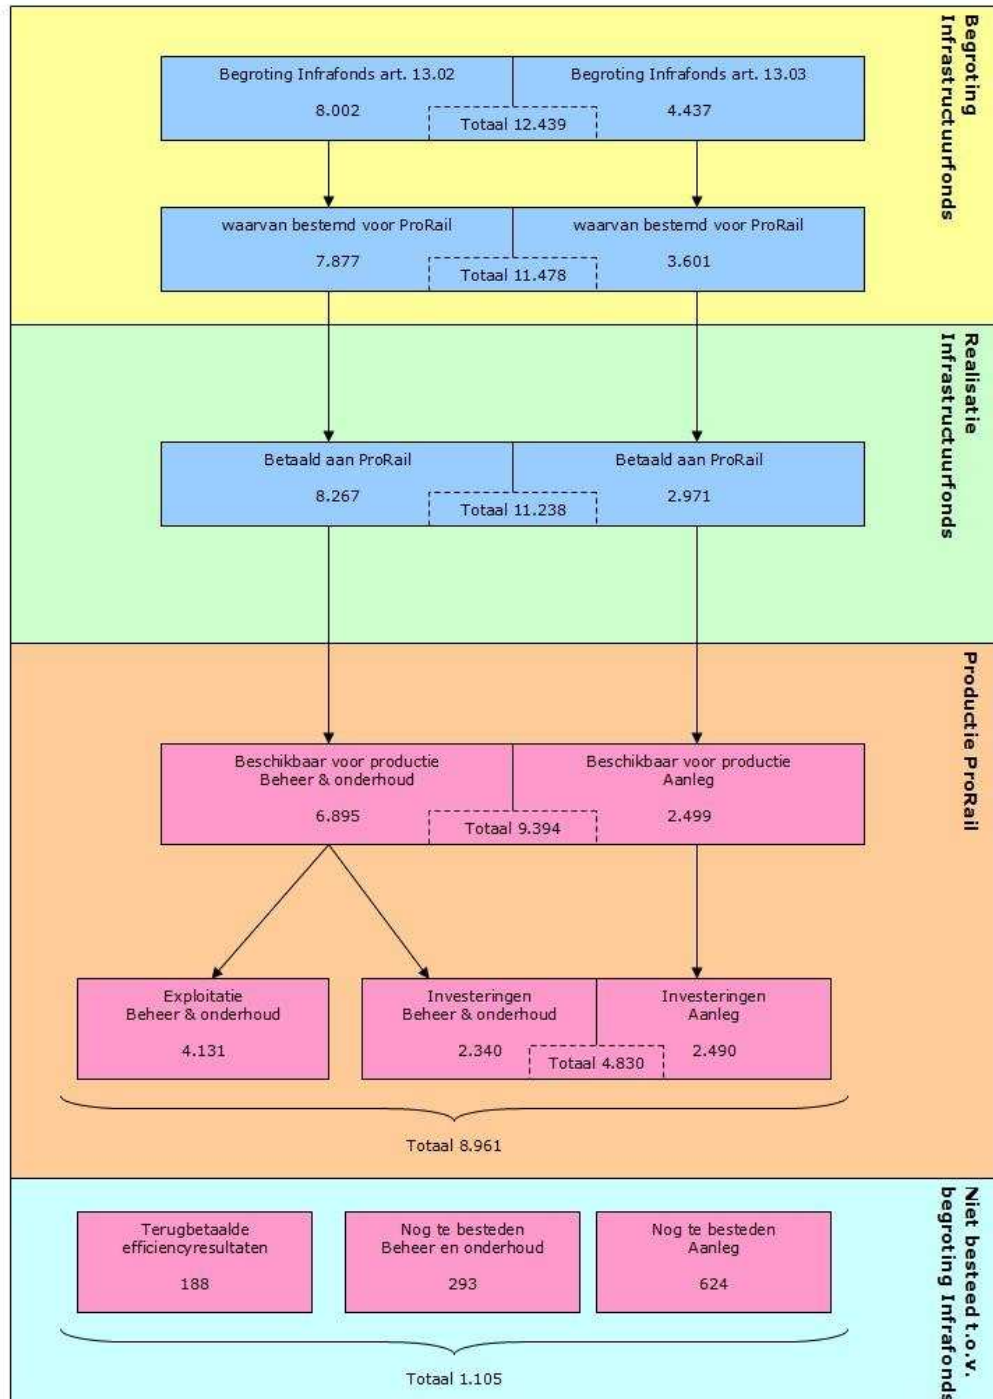 Begroting
Infrastructuurfonds
Begroting Infrafonds art. 13.02
8.002
Begroting Infrafonds art. 13.03
4.437
Totaal 12.439
waarvan bestemd voor ProRail
7.877
waarvan bestemd voor ProRail
3.601
Totaal 11.478
Realisatie
Infrastructuurfonds
Betaald aan ProRail
8.267
Betaald aan ProRail
2.971
Totaal 11.238
Productie ProRail
Beschikbaar voor productie
Beheer & onderhoud
6.895
Beschikbaar voor productie
Aanleg
2.499
Totaal 9.394
Exploitatie
Beheer & onderhoud
4.131
Investeringen
Beheer & onderhoud
2.340
Investeringen
Aanleg
2.490
Totaal 4.830
Totaal 8.961
Niet besteed t.o.v.
begroting Infrafonds
Terugbetaalde
efficiencyresultaten
188
Nog te besteden
Beheer en onderhoud
293
Nog te besteden
Aanleg
624
Totaal 1.105